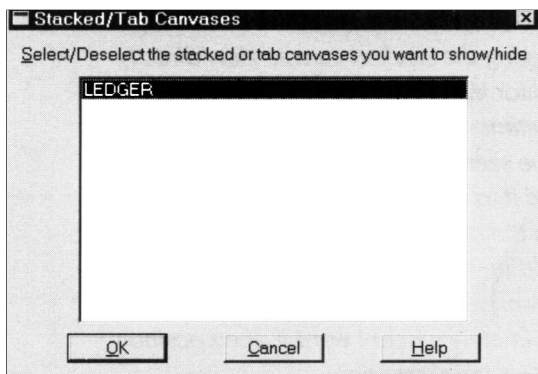 Stacked/Tab Canvases
Select/Deselect the stacked or tab canvases you want to show/hide
LEDGER
OK Cancel Help